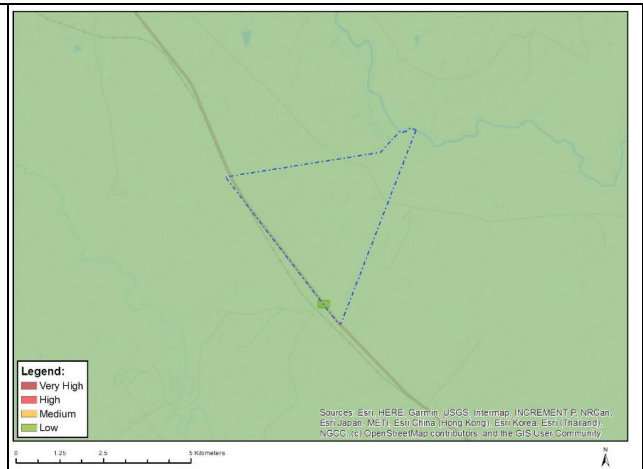 Legend:
Very High
High
Medium
Low
Sources: Esri, HERE, Garmin, USGS, Intermap, INCREMENT P, NRCan,
Esri Japan, METI, Esri China (Hong Kong), Esri Korea, Esri (Thailand),
NGCC, (c) OpenStreetMap contributors, and the GIS User Community
0 1.25 2.5 5 Kilometers
N